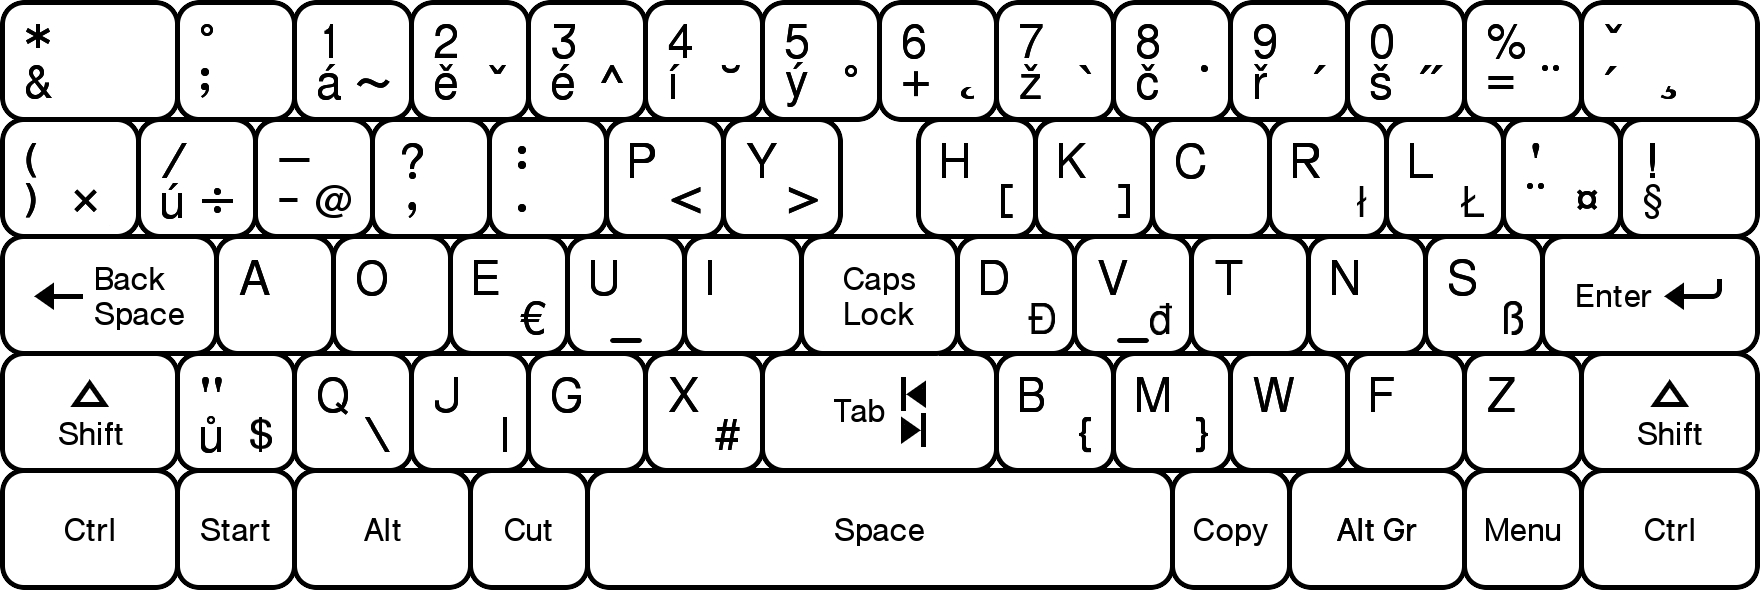 * ° 1 2 3 4 5 6 7 8 9 0 % ˇ
& ; á ~ ě ˇ é ^ í ˘ ý ° + ˛ ž ` č ˙ ř ´ š ˝ = ¨ ´ ¸
( / — ? : P Y H K C R L ' !
) × ú ÷ - @ , . < > [ ] ł Ł ¨ ¤ §
← Back Space A O E € U _ I Caps Lock D Đ V _đ T N S ß Enter
Shift " ů $ Q \ J | G X # Tab B { M } W F Z Shift
Ctrl Start Alt Cut Space Copy Alt Gr Menu Ctrl